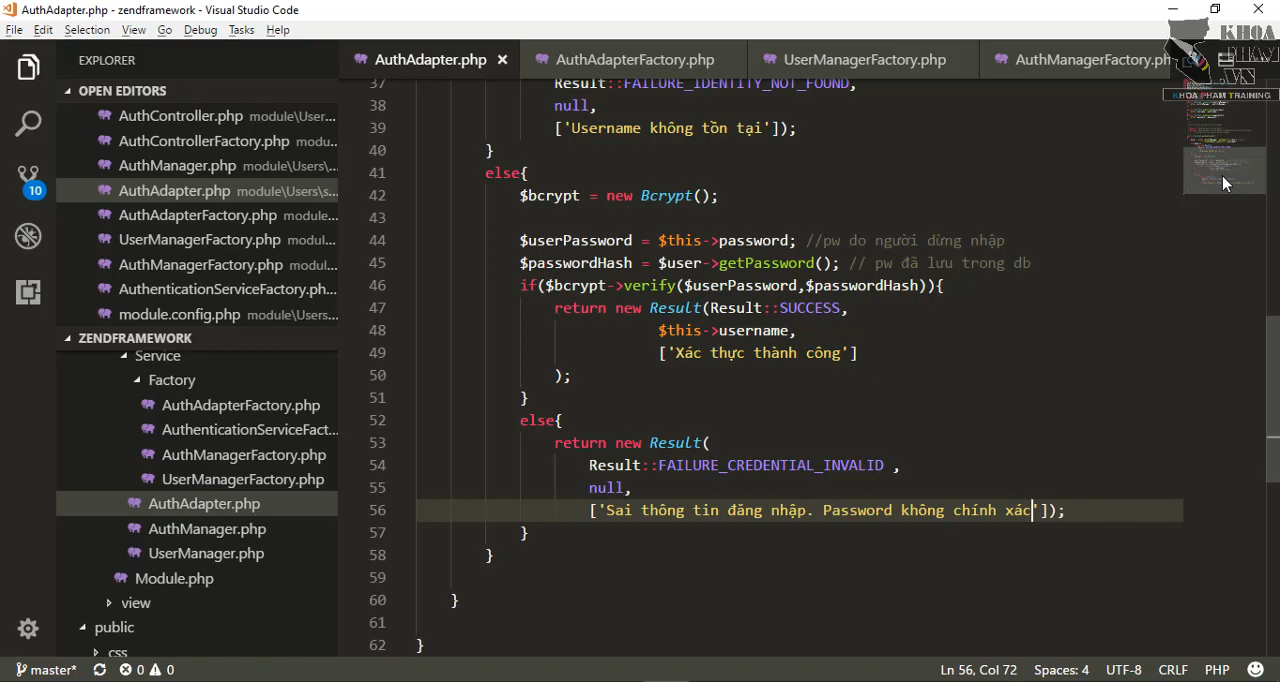 AuthAdapter.php - zendframework - Visual Studio Code
File Edit Selection View Go Debug Tasks Help
KHOA
PHAM
.VN
KHOA PHAM TRAINING
EXPLORER
AuthAdapter.php
AuthAdapterFactory.php
UserManagerFactory.php
AuthManagerFactory.ph
OPEN EDITORS
AuthController.php module\User...
AuthControllerFactory.php modu...
AuthManager.php module\Users...
AuthAdapter.php module\Users\s...
AuthAdapterFactory.php module...
UserManagerFactory.php modul...
AuthManagerFactory.php modul...
AuthenticationServiceFactory.ph...
module.config.php module\Users...
10
ZENDFRAMEWORK
Service
Factory
AuthAdapterFactory.php
AuthenticationServiceFact...
AuthManagerFactory.php
UserManagerFactory.php
AuthAdapter.php
AuthManager.php
UserManager.php
Module.php
view
public
css
37 Result::FAILURE_IDENTITY_NOT_FOUND,
38 null,
39 ['Username không tồn tại']);
40 }
41 else{
42 $bcrypt = new Bcrypt();
43
44 $userPassword = $this->password; //pw do người dừng nhập
45 $passwordHash = $user->getPassword(); // pw đã lưu trong db
46 if($bcrypt->verify($userPassword,$passwordHash)){
47 return new Result(Result::SUCCESS,
48 $this->username,
49 ['Xác thực thành công']
50 );
51 }
52 else{
53 return new Result(
54 Result::FAILURE_CREDENTIAL_INVALID ,
55 null,
56 ['Sai thông tin đăng nhập. Password không chính xác']);
57 }
58 }
59
60 }
61
62 }
master* 0 0 Ln 56, Col 72 Spaces: 4 UTF-8 CRLF PHP